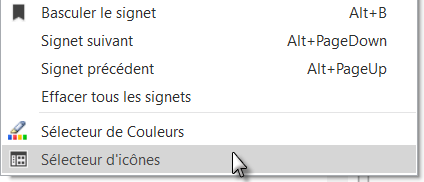 Basculer le signet Alt+B
Signet suivant Alt+PageDown
Signet précédent Alt+PageUp
Effacer tous les signets
Sélecteur de Couleurs
Sélecteur d'icônes